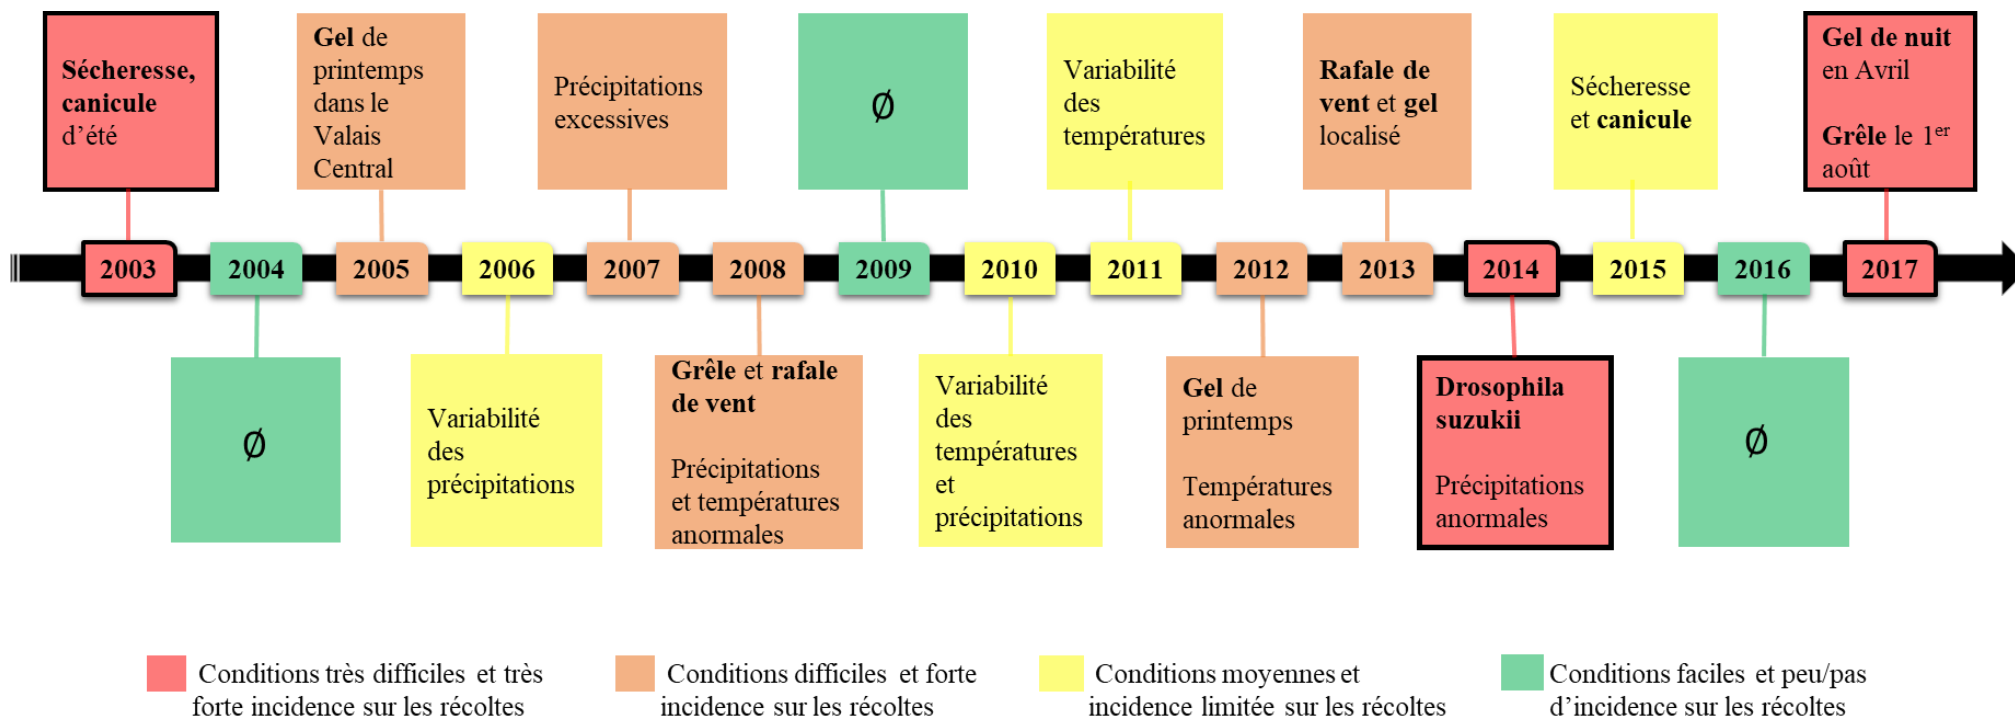 Sécheresse,
canicule
d’été
Gel de
printemps
dans le
Valais
Central
Précipitations
excessives
Ø
Variabilité
des
températures
Rafale de
vent et gel
localisé
Sécheresse
et canicule
Gel de nuit
en Avril
Grêle le 1er
août
2003
2004
2005
2006
2007
2008
2009
2010
2011
2012
2013
2014
2015
2016
2017
Ø
Variabilité
des
précipitations
Grêle et rafale
de vent
Précipitations
et températures
anormales
Variabilité
des
températures
et
précipitations
Gel de
printemps
Températures
anormales
Drosophila
suzukii
Précipitations
anormales
Ø
Conditions très difficiles et très
forte incidence sur les récoltes
Conditions difficiles et forte
incidence sur les récoltes
Conditions moyennes et
incidence limitée sur les récoltes
Conditions faciles et peu/pas
d’incidence sur les récoltes